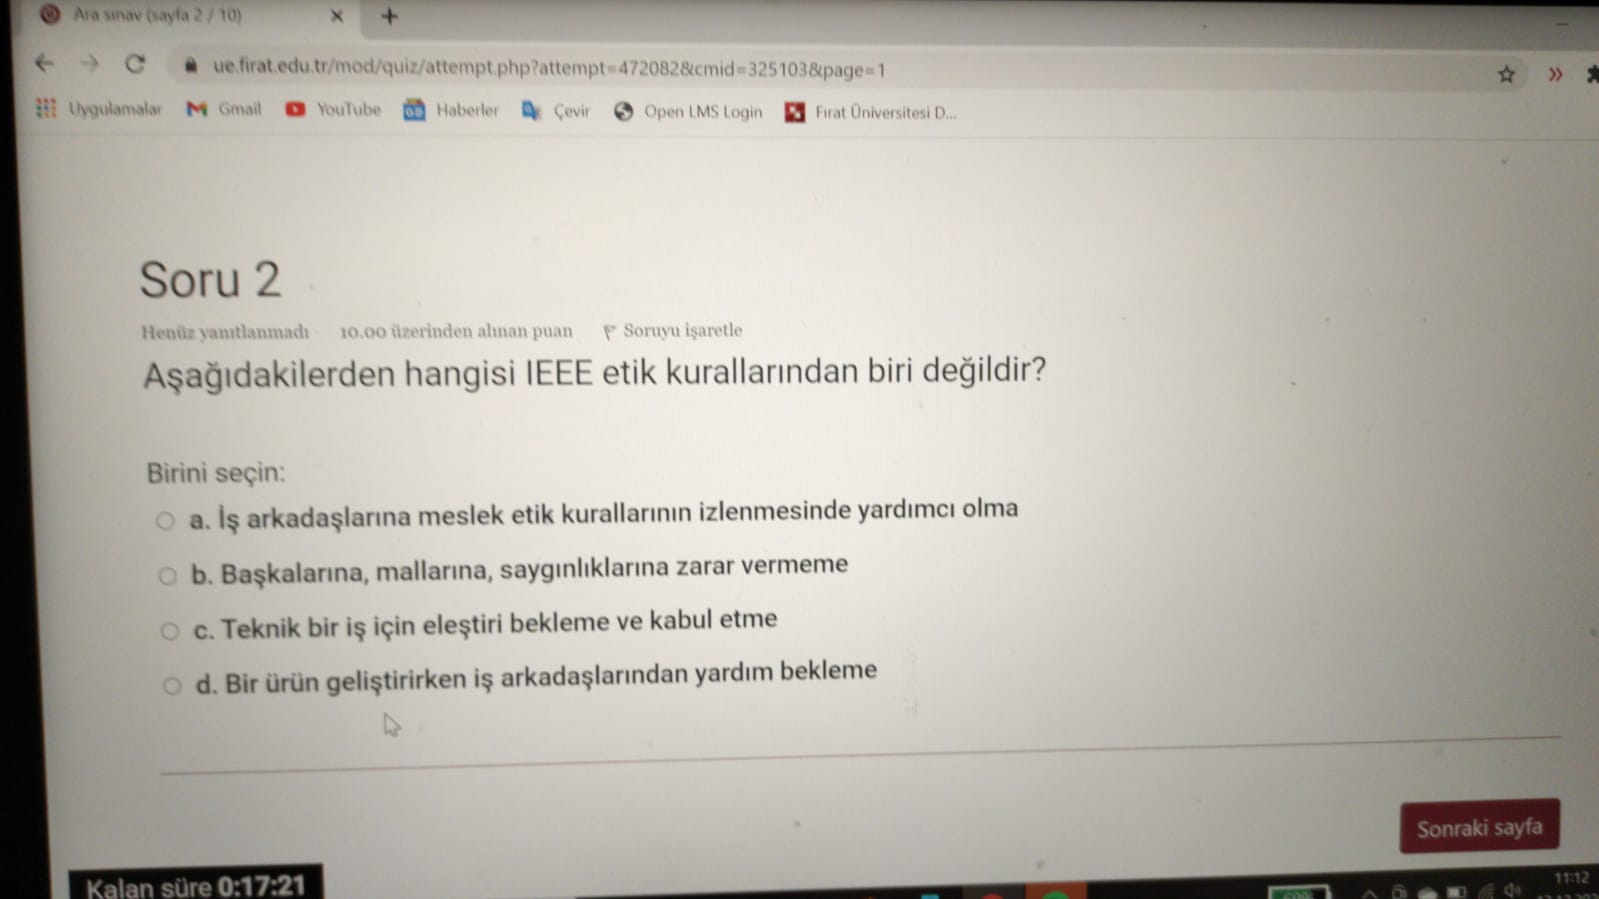 Ara sınav (sayfa 2 / 10)
ue.firat.edu.tr/mod/quiz/attempt.php?attempt=472082&cmid=325103&page=1
Uygulamalar Gmail YouTube Haberler Çevir Open LMS Login Fırat Üniversitesi D...
Soru 2
Henüz yanıtlanmadı 10.00 üzerinden alınan puan Soruyu işaretle
Aşağıdakilerden hangisi IEEE etik kurallarından biri değildir?
Birini seçin:
a. İş arkadaşlarına meslek etik kurallarının izlenmesinde yardımcı olma
b. Başkalarına, mallarına, saygınlıklarına zarar vermeme
c. Teknik bir iş için eleştiri bekleme ve kabul etme
d. Bir ürün geliştirirken iş arkadaşlarından yardım bekleme
Sonraki sayfa
Kalan süre 0:17:21
11:12